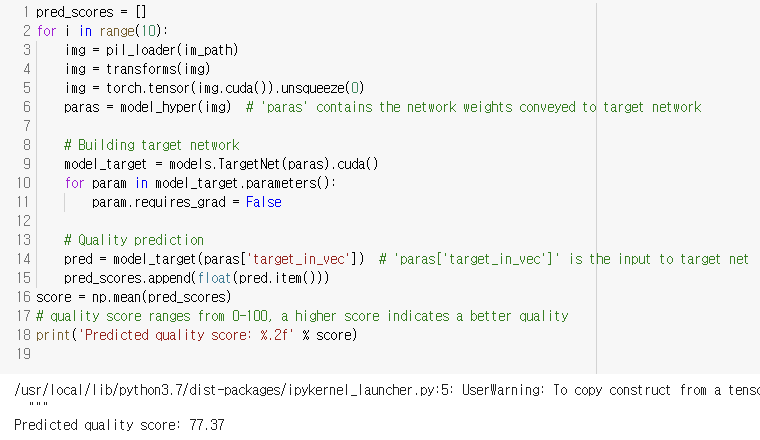 1 pred_scores = []
2 for i in range(10):
3 img = pil_loader(im_path)
4 img = transforms(img)
5 img = torch.tensor(img.cuda()).unsqueeze(0)
6 paras = model_hyper(img)  # 'paras' contains the network weights conveyed to target network
7
8 # Building target network
9 model_target = models.TargetNet(paras).cuda()
10 for param in model_target.parameters():
11 param.requires_grad = False
12
13 # Quality prediction
14 pred = model_target(paras['target_in_vec'])  # 'paras['target_in_vec']' is the input to target net
15 pred_scores.append(float(pred.item()))
16 score = np.mean(pred_scores)
17 # quality score ranges from 0-100, a higher score indicates a better quality
18 print('Predicted quality score: %.2f' % score)
19
/usr/local/lib/python3.7/dist-packages/ipykernel_launcher.py:5: UserWarning: To copy construct from a tenso
"""
Predicted quality score: 77.37